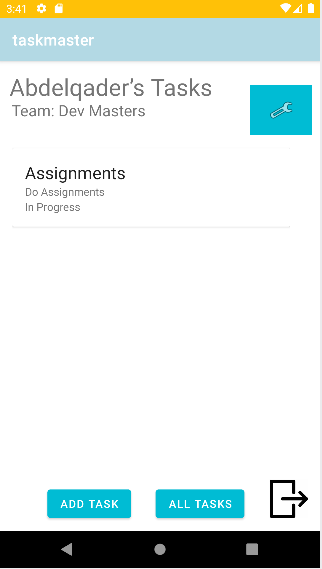 3:41
taskmaster
Abdelqader's Tasks
Team: Dev Masters
Assignments
Do Assignments
In Progress
ADD TASK
ALL TASKS